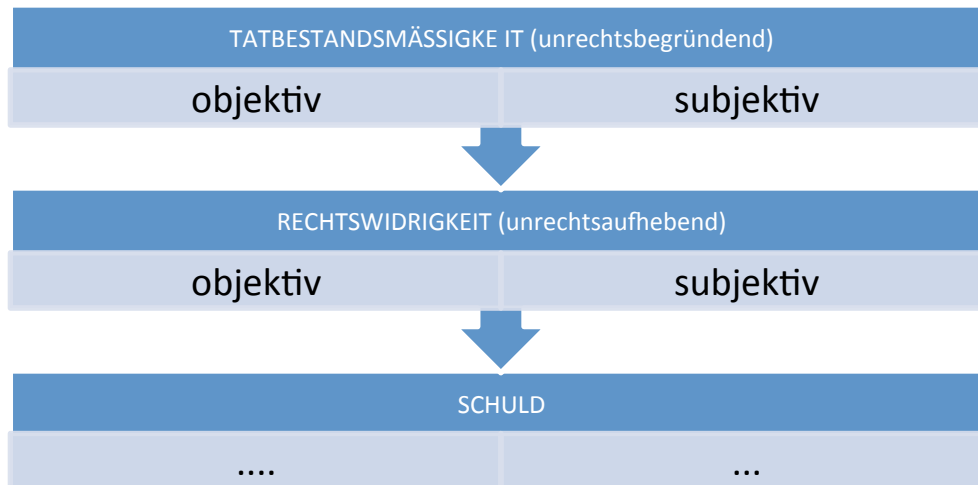 TATBESTANDSMÄSSIGKE IT (unrechtsbegründend)
objektiv subjektiv
RECHTSWIDRIGKEIT (unrechtsaufhebend)
objektiv subjektiv
SCHULD
.... ...